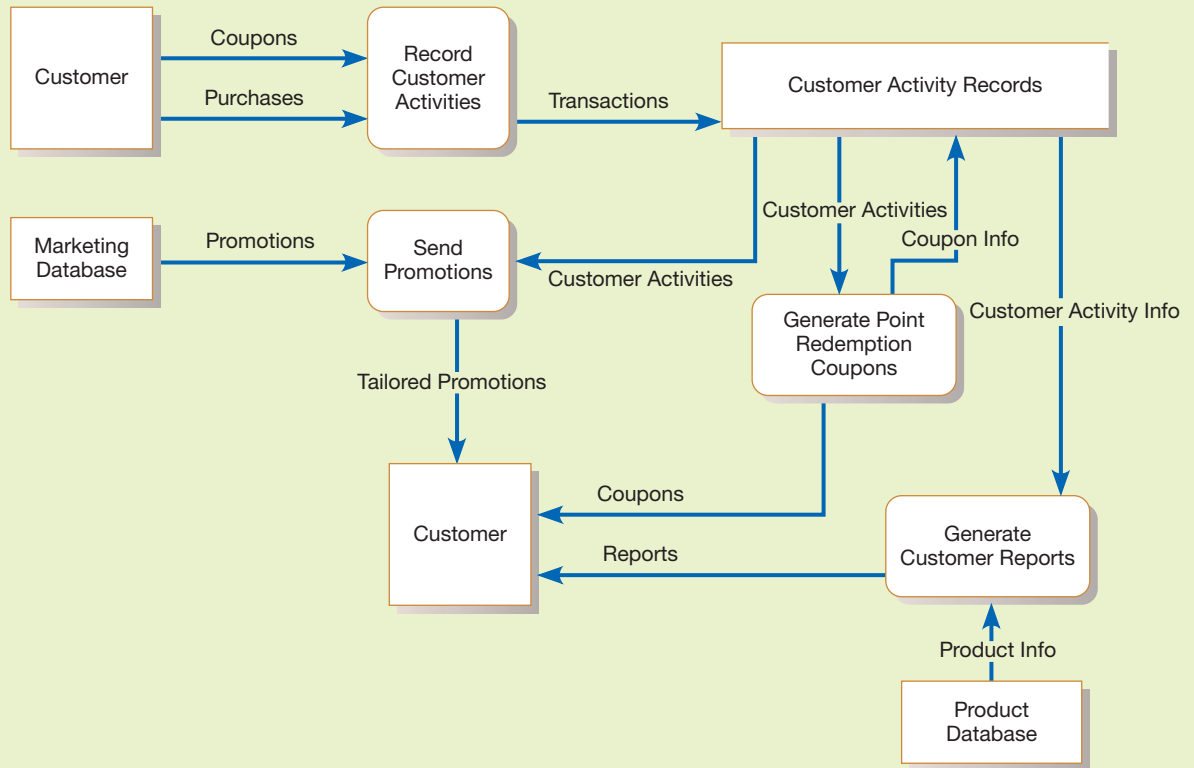 Coupons
Customer
Purchases
Record
Customer
Activities
Transactions
Customer Activity Records
Marketing
Database
Promotions
Send
Promotions
Customer Activities
Customer Activities
Coupon Info
Generate Point
Redemption
Coupons
Customer Activity Info
Tailored Promotions
Customer
Coupons
Reports
Generate
Customer Reports
Product Info
Product
Database